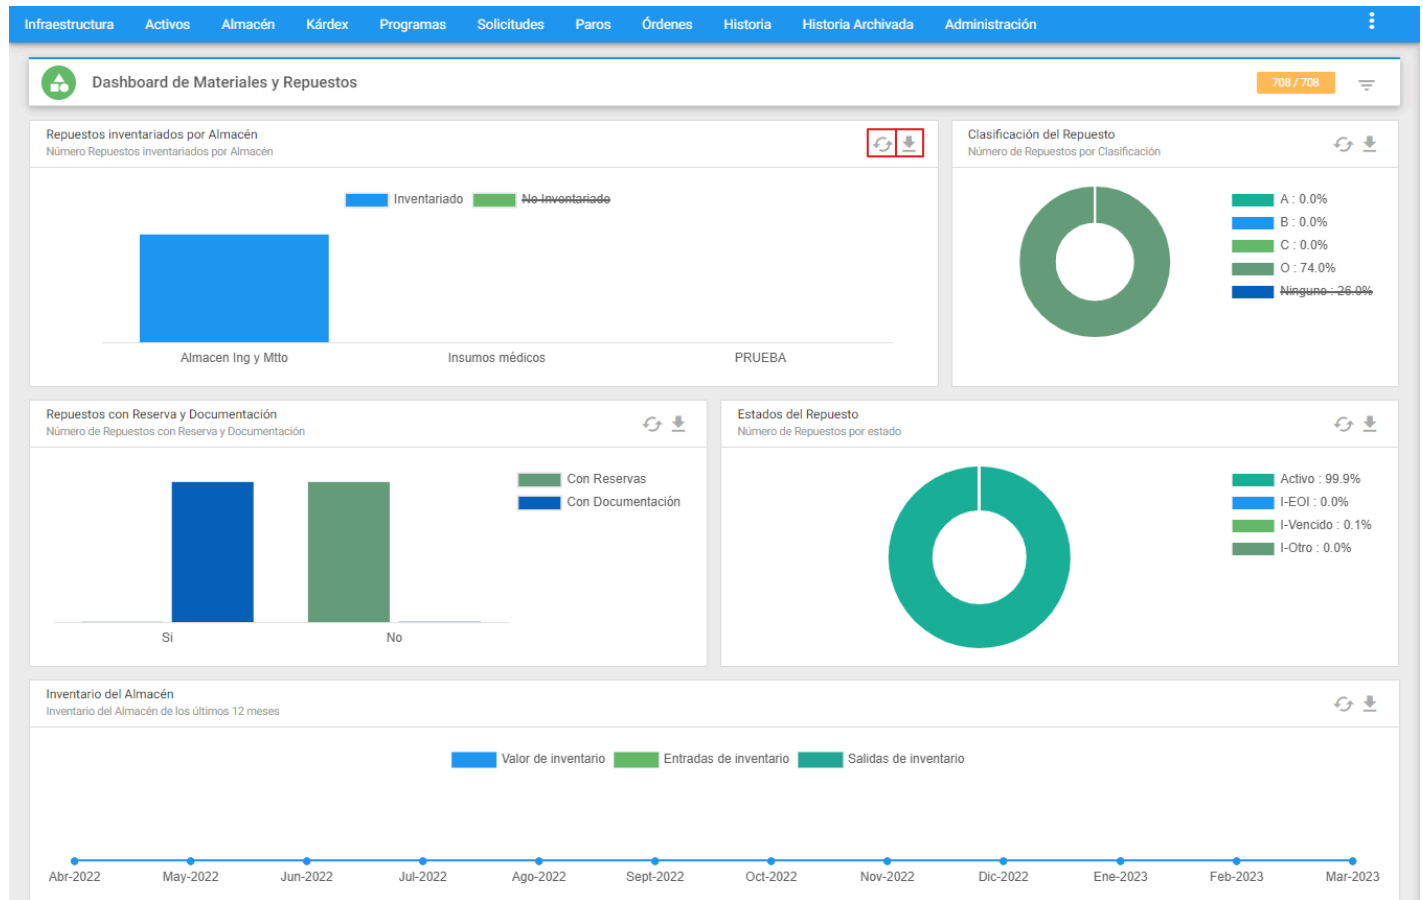 Infraestructura Activos Almacén Kárdex Programas Solicitudes Paros Órdenes Historia Historia Archivada Administración
Dashboard de Materiales y Repuestos
708 / 708
Repuestos inventariados por Almacén
Número Repuestos inventariados por Almacén
Inventariado No Inventariado
Almacen Ing y Mtto Insumos médicos PRUEBA
Clasificación del Repuesto
Número de Repuestos por Clasificación
A : 0.0%
B : 0.0%
C : 0.0%
O : 74.0%
Ninguno : 26.0%
Repuestos con Reserva y Documentación
Número de Repuestos con Reserva y Documentación
Con Reservas
Con Documentación
Si No
Estados del Repuesto
Número de Repuestos por estado
Activo : 99.9%
I-EOI : 0.0%
I-Vencido : 0.1%
I-Otro : 0.0%
Inventario del Almacén
Inventario del Almacén de los últimos 12 meses
Valor de inventario Entradas de inventario Salidas de inventario
Abr-2022 May-2022 Jun-2022 Jul-2022 Ago-2022 Sept-2022 Oct-2022 Nov-2022 Dic-2022 Ene-2023 Feb-2023 Mar-2023